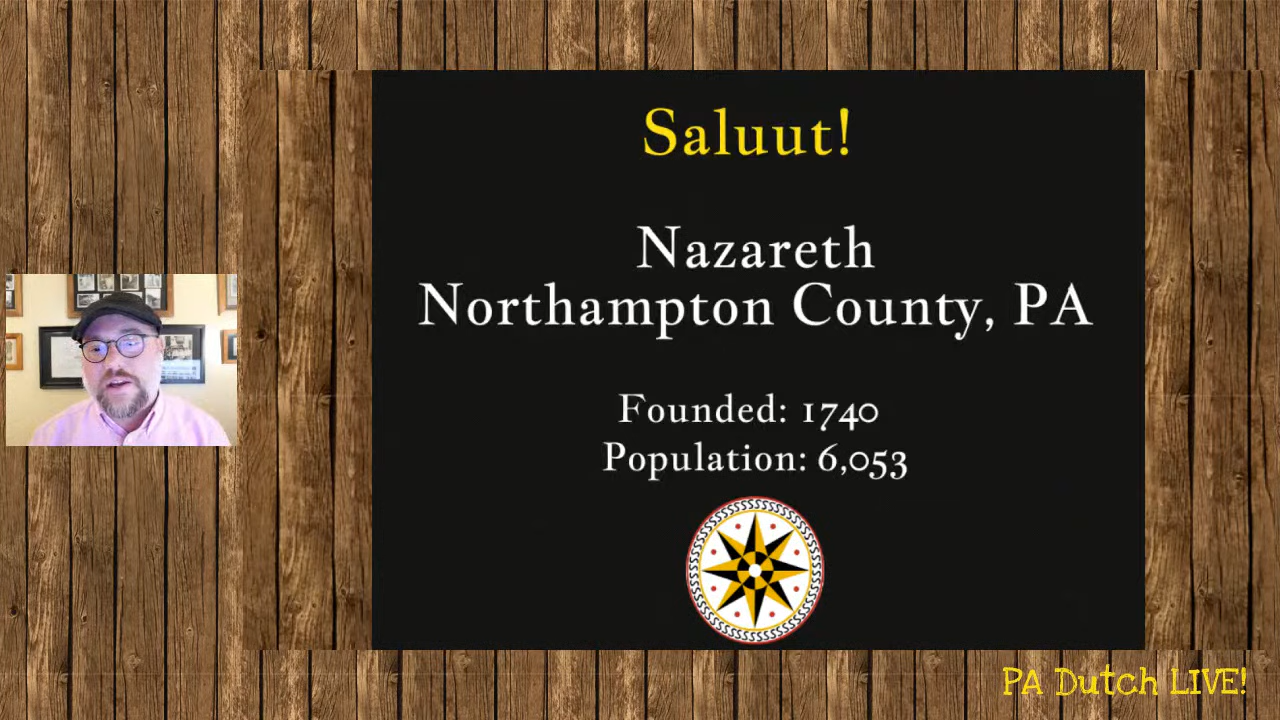 Saluut!
Nazareth
Northampton County, PA
Founded: 1740
Population: 6,053
PA Dutch LIVE!